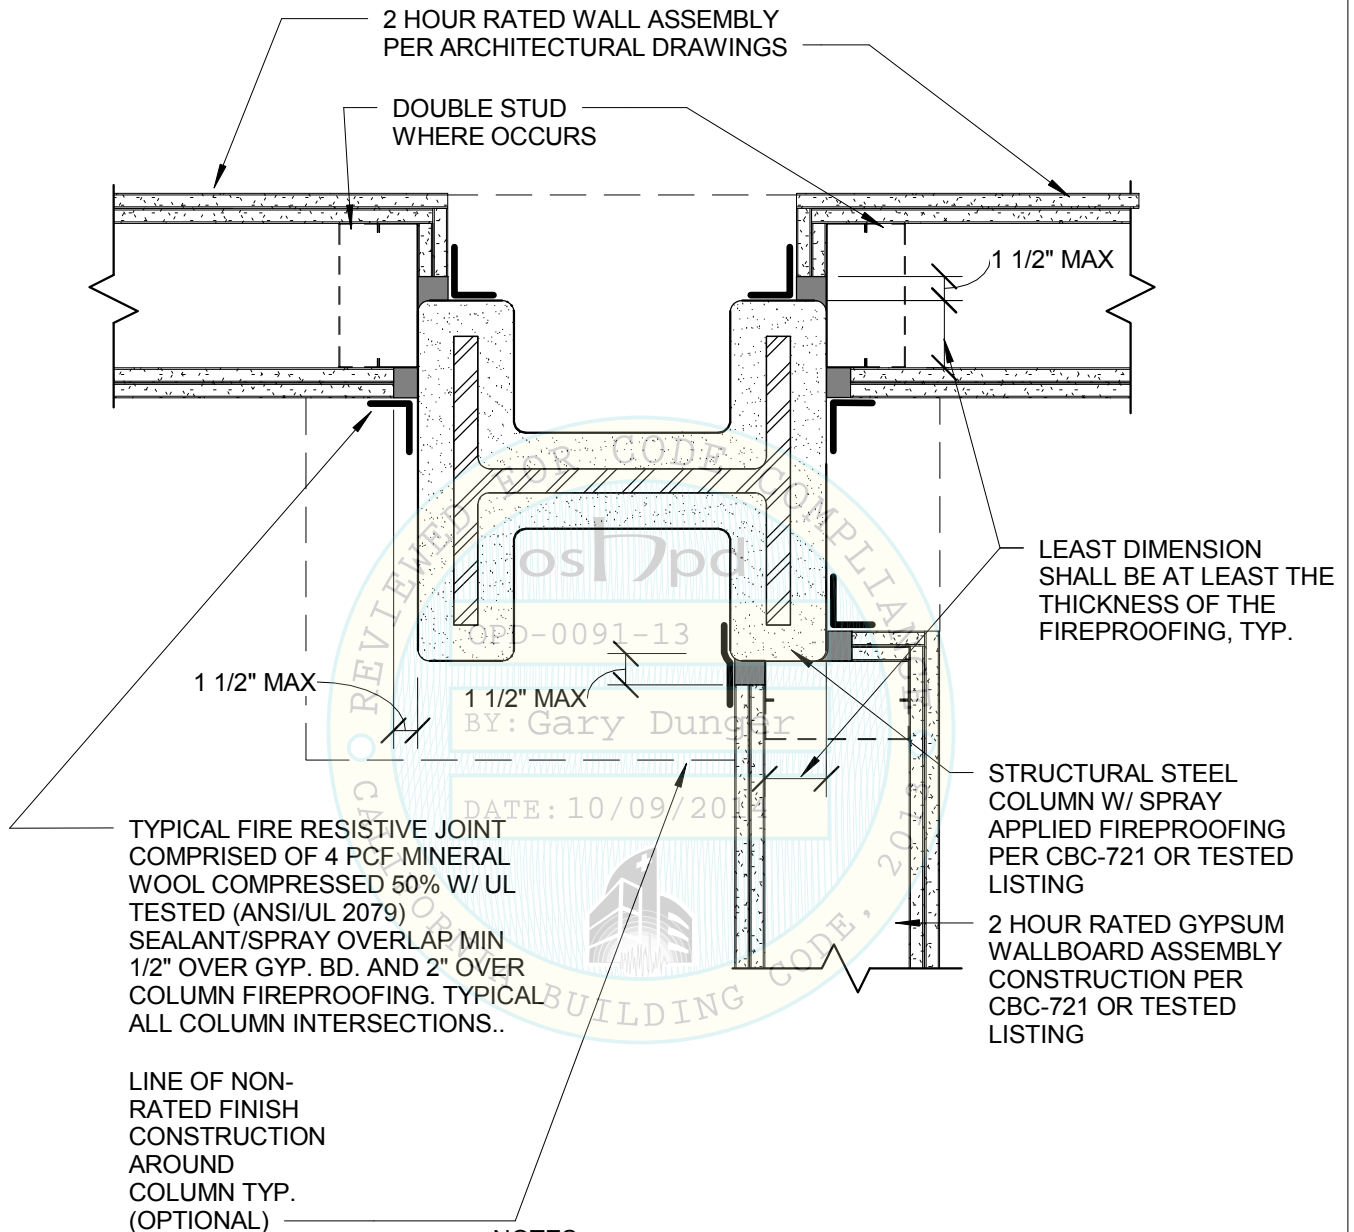 2 HOUR RATED WALL ASSEMBLY
PER ARCHITECTURAL DRAWINGS
DOUBLE STUD
WHERE OCCURS
1 1/2" MAX
LEAST DIMENSION
SHALL BE AT LEAST THE
THICKNESS OF THE
FIREPROOFING, TYP.
REVIEWED FOR CODE COMPLIANCE
oshpd
OPD-0091-13
1 1/2" MAX
1 1/2" MAX
BY: Gary Dunger
DATE: 10/09/2014
CALIFORNIA BUILDING CODE, 2013
STRUCTURAL STEEL
COLUMN W/ SPRAY
APPLIED FIREPROOFING
PER CBC-721 OR TESTED
LISTING
2 HOUR RATED GYPSUM
WALLBOARD ASSEMBLY
CONSTRUCTION PER
CBC-721 OR TESTED
LISTING
TYPICAL FIRE RESISTIVE JOINT
COMPRISED OF 4 PCF MINERAL
WOOL COMPRESSED 50% W/ UL
TESTED (ANSI/UL 2079)
SEALANT/SPRAY OVERLAP MIN
1/2" OVER GYP. BD. AND 2" OVER
COLUMN FIREPROOFING. TYPICAL
ALL COLUMN INTERSECTIONS..
LINE OF NON-
RATED FINISH
CONSTRUCTION
AROUND
COLUMN TYP.
(OPTIONAL)